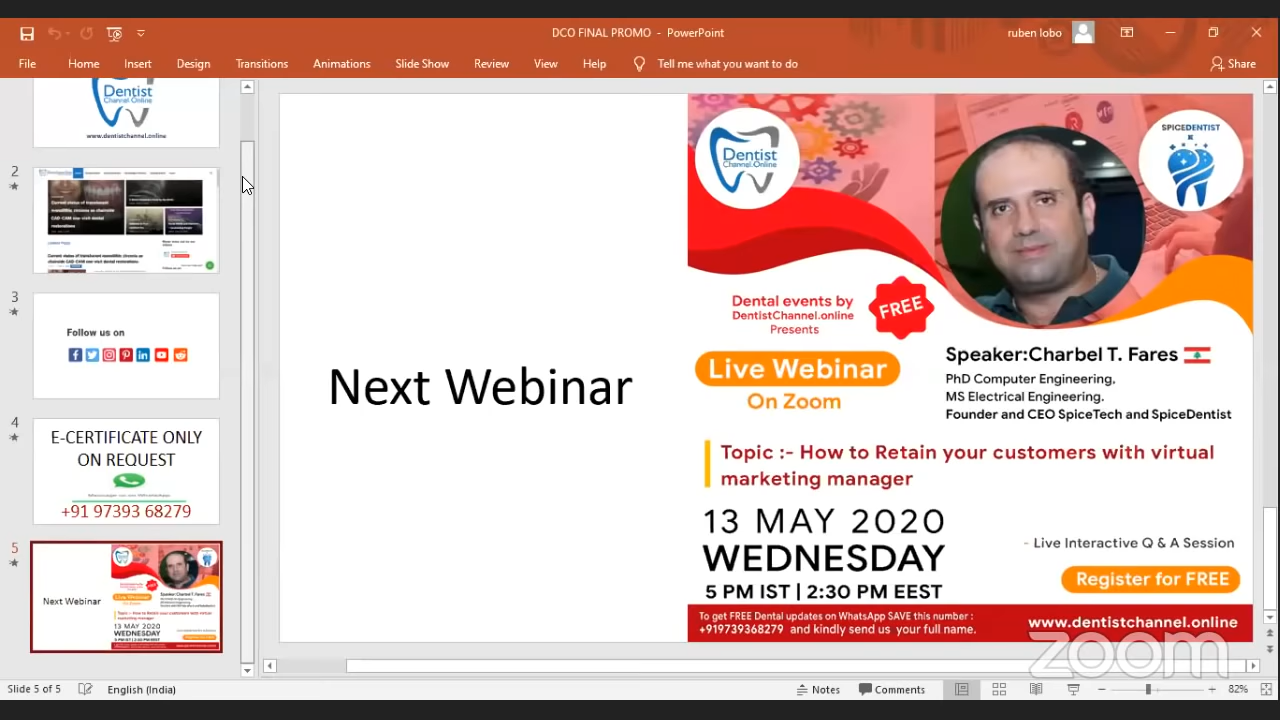 DCO FINAL PROMO - PowerPoint
ruben lobo
File Home Insert Design Transitions Animations Slide Show Review View Help Tell me what you want to do
Share
Dentist
Channel.Online
www.dentistchannel.online
2
3
Follow us on
4
E-CERTIFICATE ONLY
ON REQUEST
+91 97393 68279
5
Next Webinar
Next Webinar
Dentist
Channel.Online
SPICEDENTIST
Dental events by
DentistChannel.online
Presents
FREE
Live Webinar
On Zoom
Speaker:Charbel T. Fares
PhD Computer Engineering,
MS Electrical Engineering.
Founder and CEO SpiceTech and SpiceDentist
Topic :- How to Retain your customers with virtual
marketing manager
13 MAY 2020
WEDNESDAY
5 PM IST | 2:30 PM EEST
- Live Interactive Q & A Session
Register for FREE
To get FREE Dental updates on WhatsApp SAVE this number :
+919739368279 and kindly send us your full name.
www.dentistchannel.online
zoom
Slide 5 of 5 English (India)
Notes Comments 82%